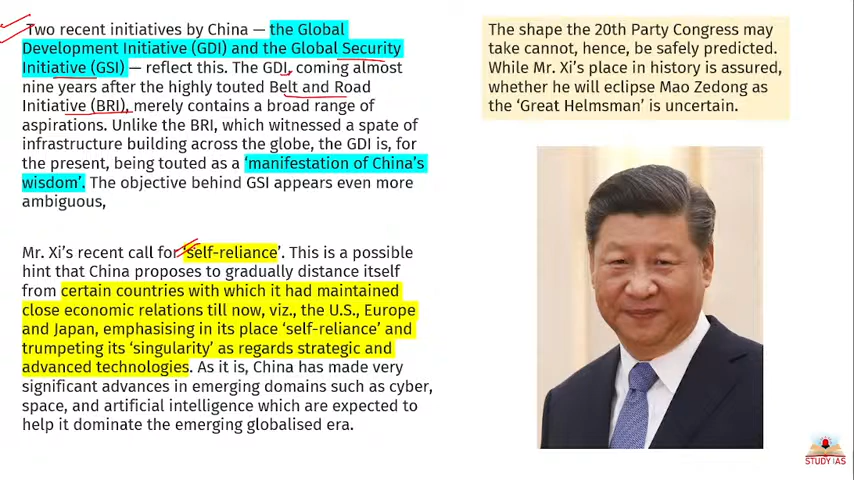 Two recent initiatives by China — the Global
Development Initiative (GDI) and the Global Security
Initiative (GSI) — reflect this. The GDI, coming almost
nine years after the highly touted Belt and Road
Initiative (BRI), merely contains a broad range of
aspirations. Unlike the BRI, which witnessed a spate of
infrastructure building across the globe, the GDI is, for
the present, being touted as a ‘manifestation of China’s
wisdom’. The objective behind GSI appears even more
ambiguous,
Mr. Xi’s recent call for ‘self-reliance’. This is a possible
hint that China proposes to gradually distance itself
from certain countries with which it had maintained
close economic relations till now, viz., the U.S., Europe
and Japan, emphasising in its place ‘self-reliance’ and
trumpeting its ‘singularity’ as regards strategic and
advanced technologies. As it is, China has made very
significant advances in emerging domains such as cyber,
space, and artificial intelligence which are expected to
help it dominate the emerging globalised era.
The shape the 20th Party Congress may
take cannot, hence, be safely predicted.
While Mr. Xi’s place in history is assured,
whether he will eclipse Mao Zedong as
the ‘Great Helmsman’ is uncertain.
STUDY IAS